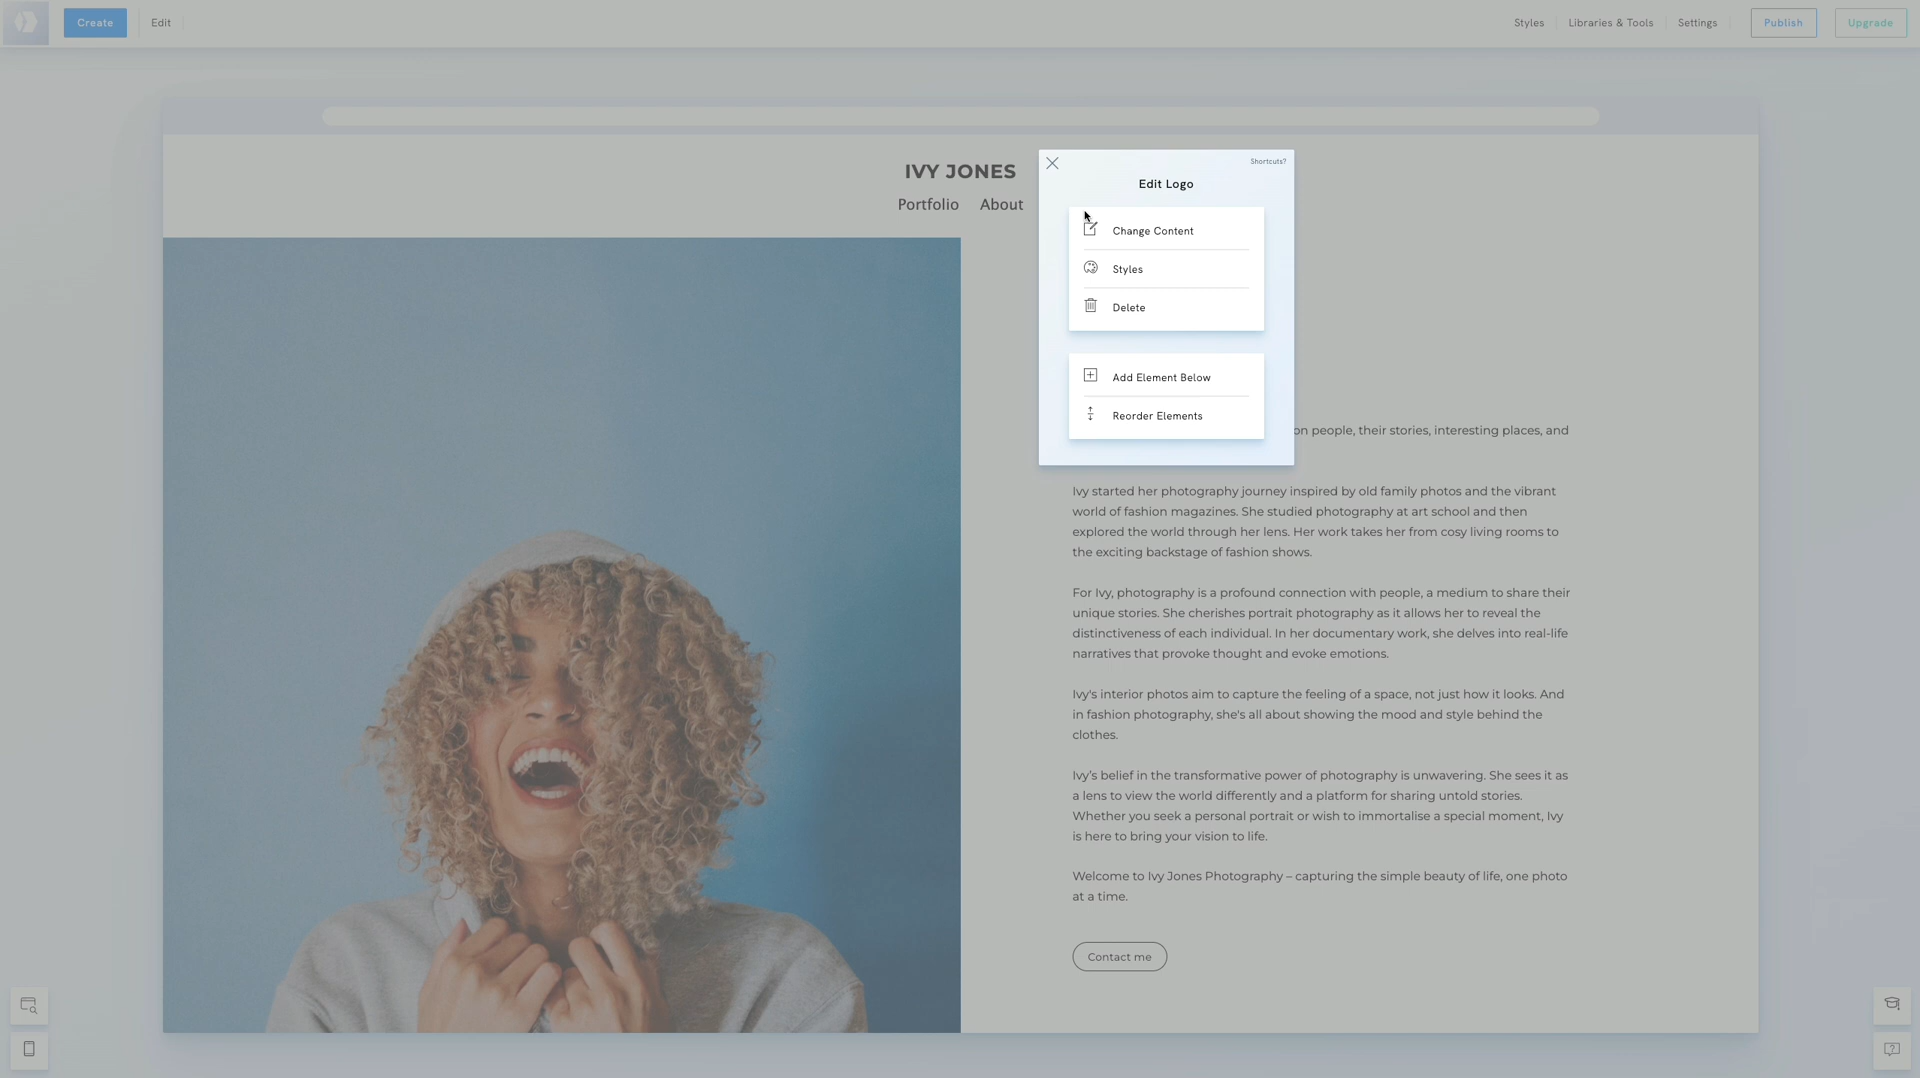 Create
Edit
Styles
Libraries & Tools
Settings
Publish
Upgrade
IVY JONES
Portfolio
About
Shortcuts?
Edit Logo
Change Content
Styles
Delete
Add Element Below
Reorder Elements
on people, their stories, interesting places, and
Ivy started her photography journey inspired by old family photos and the vibrant
world of fashion magazines. She studied photography at art school and then
explored the world through her lens. Her work takes her from cosy living rooms to
the exciting backstage of fashion shows.
For Ivy, photography is a profound connection with people, a medium to share their
unique stories. She cherishes portrait photography as it allows her to reveal the
distinctiveness of each individual. In her documentary work, she delves into real-life
narratives that provoke thought and evoke emotions.
Ivy's interior photos aim to capture the feeling of a space, not just how it looks. And
in fashion photography, she's all about showing the mood and style behind the
clothes.
Ivy’s belief in the transformative power of photography is unwavering. She sees it as
a lens to view the world differently and a platform for sharing untold stories.
Whether you seek a personal portrait or wish to immortalise a special moment, Ivy
is here to bring your vision to life.
Welcome to Ivy Jones Photography – capturing the simple beauty of life, one photo
at a time.
Contact me